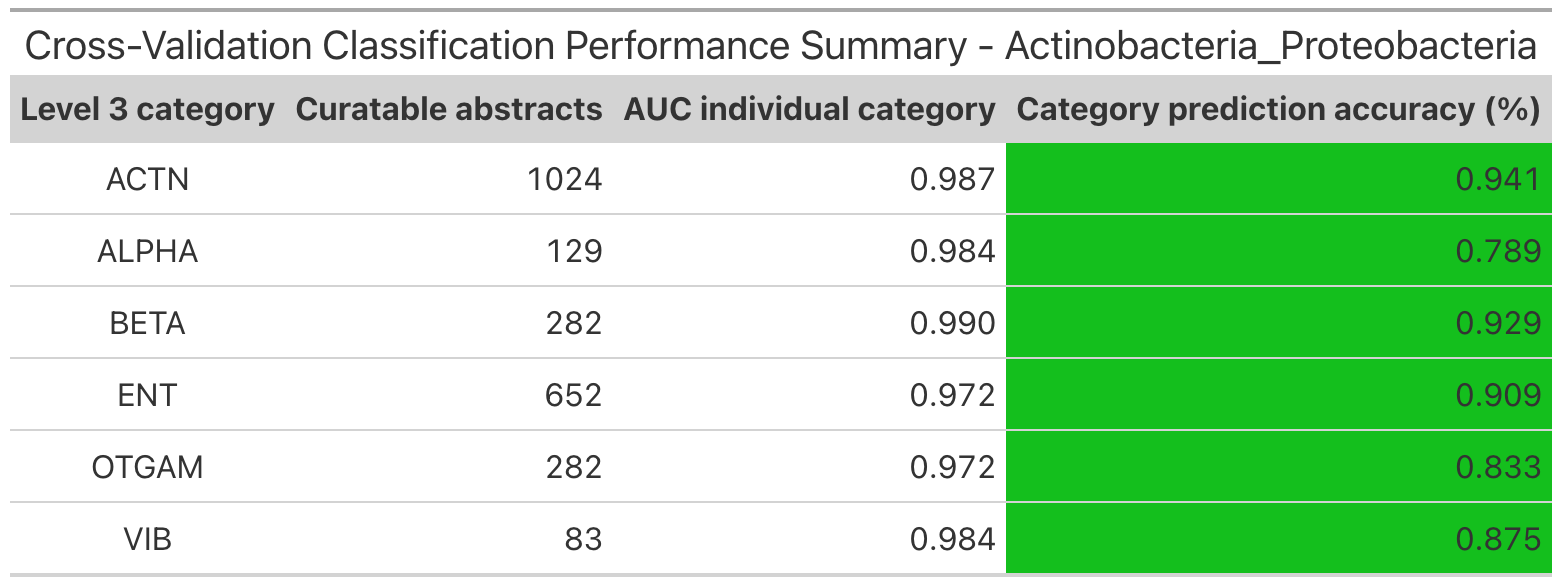 Cross-Validation Classification Performance Summary - Actinobacteria_Proteobacteria
Level 3 category Curatable abstracts AUC individual category Category prediction accuracy (%)
ACTN 1024 0.987 0.941
ALPHA 129 0.984 0.789
BETA 282 0.990 0.929
ENT 652 0.972 0.909
OTGAM 282 0.972 0.833
VIB 83 0.984 0.875